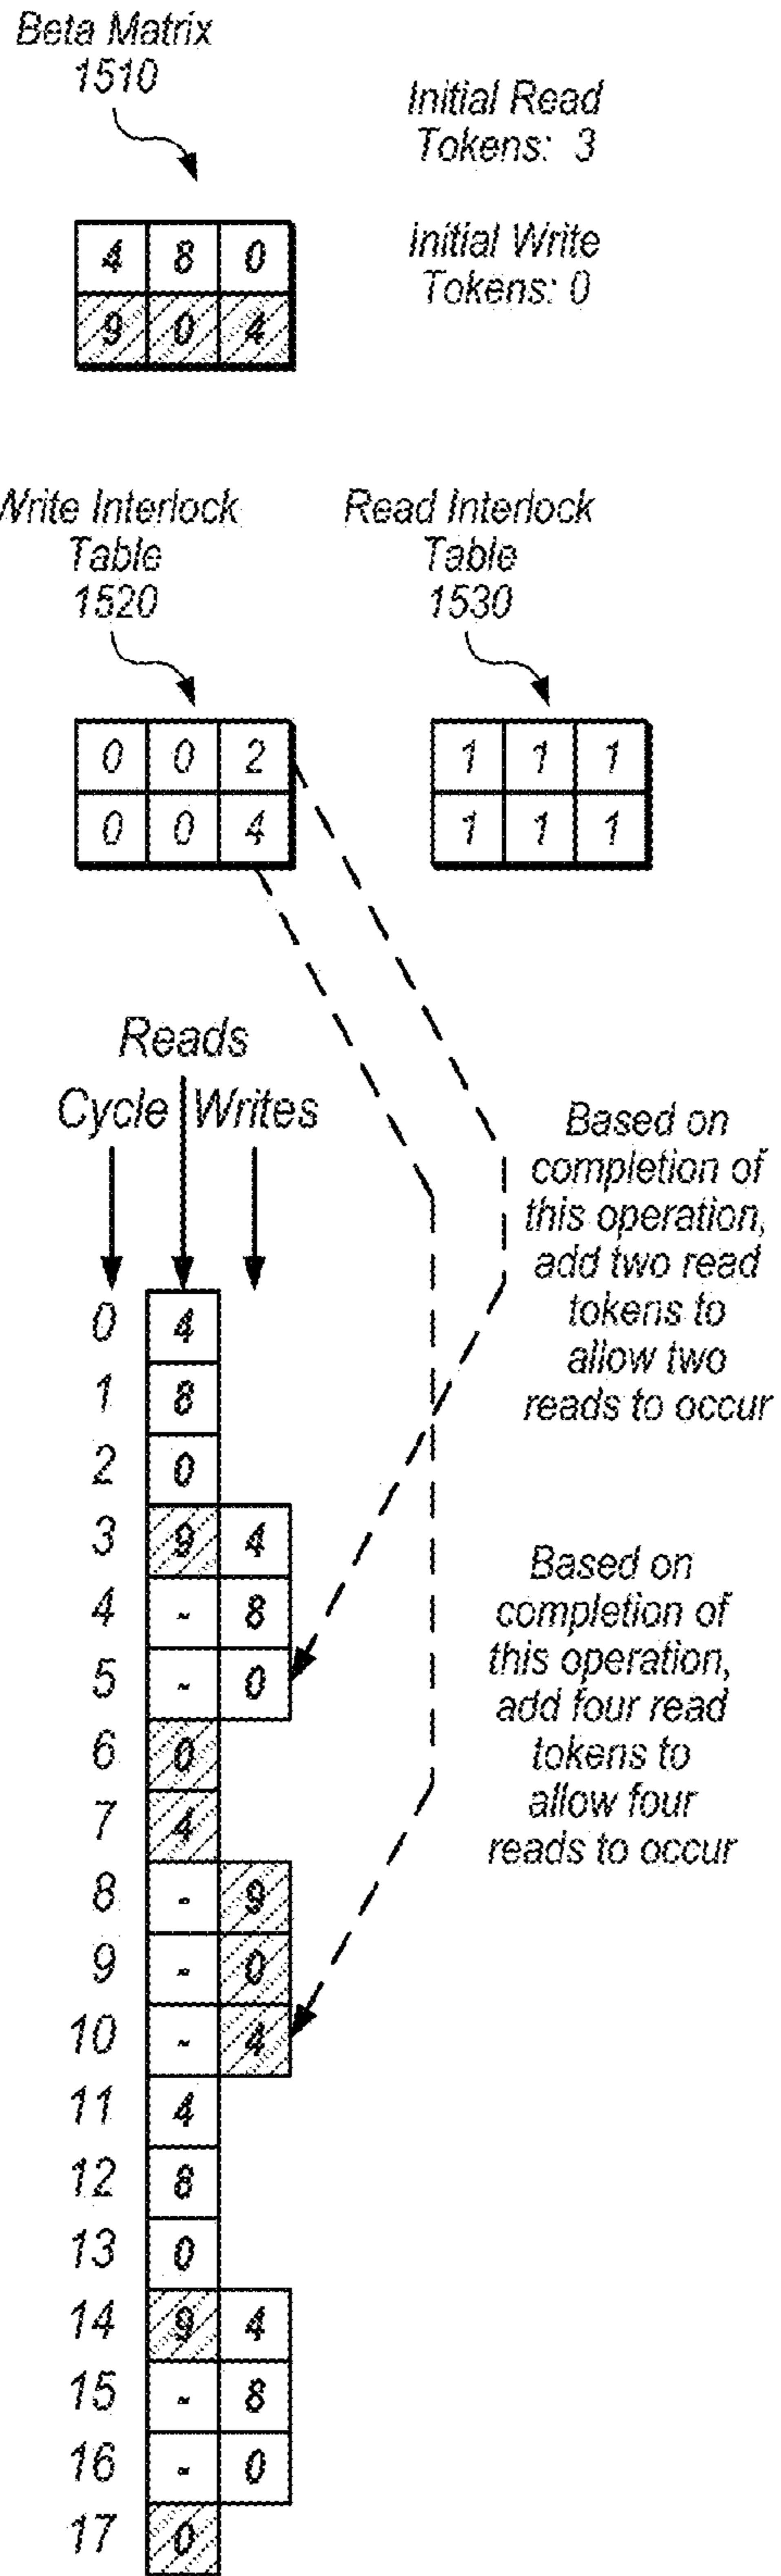 Beta Matrix
1510
Initial Read
Tokens: 3
Initial Write
Tokens: 0
4 8 0
9 0 4
Write Interlock
Table
1520
Read Interlock
Table
1530
0 0 2
0 0 4
1 1 1
1 1 1
Reads
Cycle Writes
Based on
completion of
this operation,
add two read
tokens to
allow two
reads to occur
Based on
completion of
this operation,
add four read
tokens to
allow four
reads to occur
0 4
1 8
2 0
3 9 4
4 - 8
5 - 0
6 0
7 4
8 - 9
9 - 0
10 - 4
11 4
12 8
13 0
14 9 4
15 - 8
16 - 0
17 0